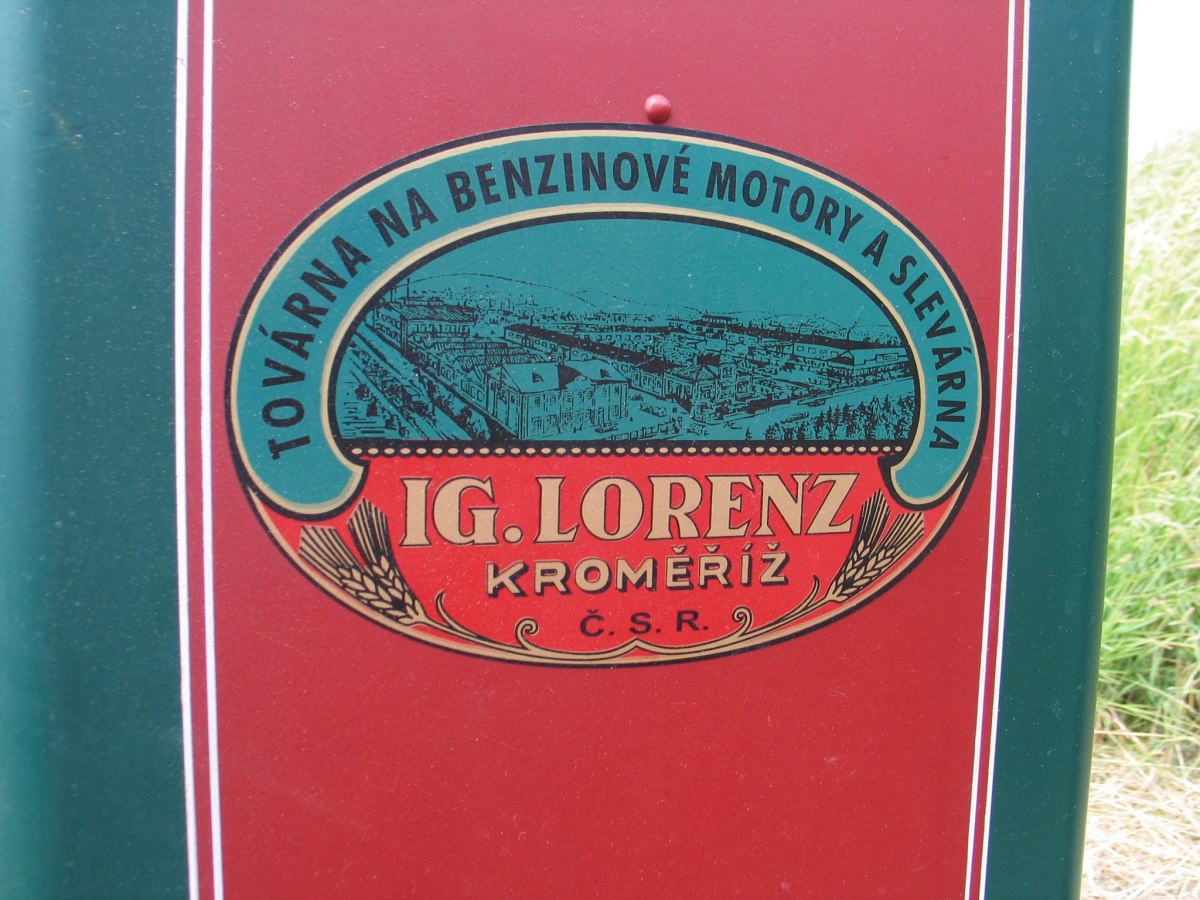 TOVÁRNA NA BENZINOVÉ MOTORY A SLEVÁRNA
IG. LORENZ
KROMĚŘÍŽ
Č. S. R.